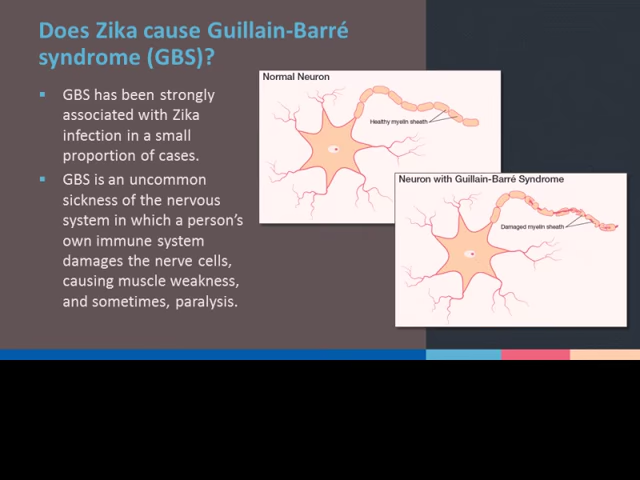 Does Zika cause Guillain-Barré
syndrome (GBS)?
▪ GBS has been strongly
associated with Zika
infection in a small
proportion of cases.
▪ GBS is an uncommon
sickness of the nervous
system in which a person's
own immune system
damages the nerve cells,
causing muscle weakness,
and sometimes, paralysis.
Normal Neuron
Healthy myelin sheath
Neuron with Guillain-Barré Syndrome
Damaged myelin sheath